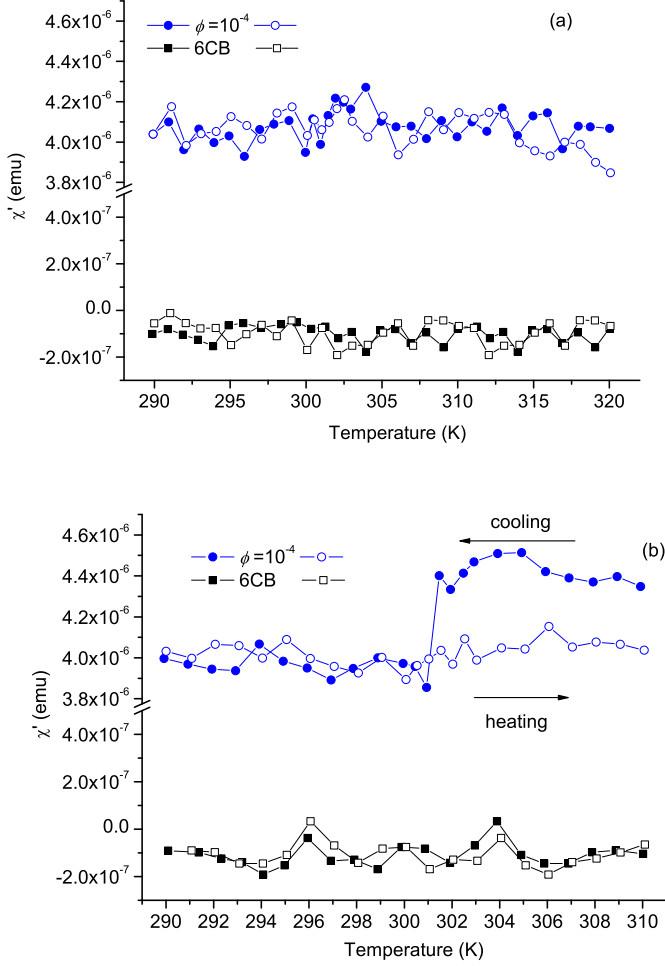 (a)
ϕ=10⁻⁴
6CB
4.6x10⁻⁶
4.4x10⁻⁶
4.2x10⁻⁶
4.0x10⁻⁶
3.8x10⁻⁶
4.0x10⁻⁷
2.0x10⁻⁷
0.0
-2.0x10⁻⁷
χ' (emu)
290 295 300 305 310 315 320
Temperature (K)
(b)
cooling
ϕ=10⁻⁴
6CB
heating
4.6x10⁻⁶
4.4x10⁻⁶
4.2x10⁻⁶
4.0x10⁻⁶
3.8x10⁻⁶
4.0x10⁻⁷
2.0x10⁻⁷
0.0
-2.0x10⁻⁷
χ' (emu)
290 292 294 296 298 300 302 304 306 308 310
Temperature (K)